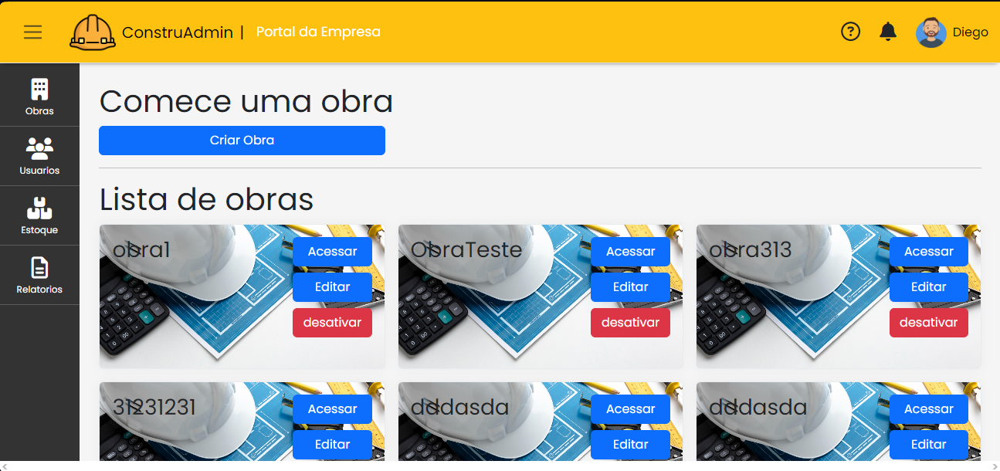 ConstruAdmin | Portal da Empresa
Diego
Obras
Usuarios
Estoque
Relatorios
Comece uma obra
Criar Obra
Lista de obras
obra1
Acessar
Editar
desativar
ObraTeste
Acessar
Editar
desativar
obra313
Acessar
Editar
desativar
31231231
Acessar
Editar
dddasda
Acessar
Editar
dddasda
Acessar
Editar